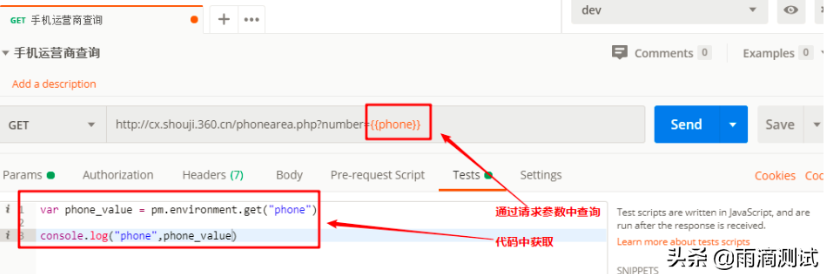 GET 手机运营商查询
dev
手机运营商查询
Comments 0
Examples 0
Add a description
GET
http://cx.shouji.360.cn/phonearea.php?number={{phone}}
Send
Save
Params
Authorization
Headers (7)
Body
Pre-request Script
Tests
Settings
Cookies
1 var phone_value = pm.environment.get("phone")
2
3 console.log("phone",phone_value)
通过请求参数中查询
代码中获取
Test scripts are written in JavaScript, and are
run after the response is received.
Learn more about tests scripts
SNIPPETS
头条 @雨滴测试